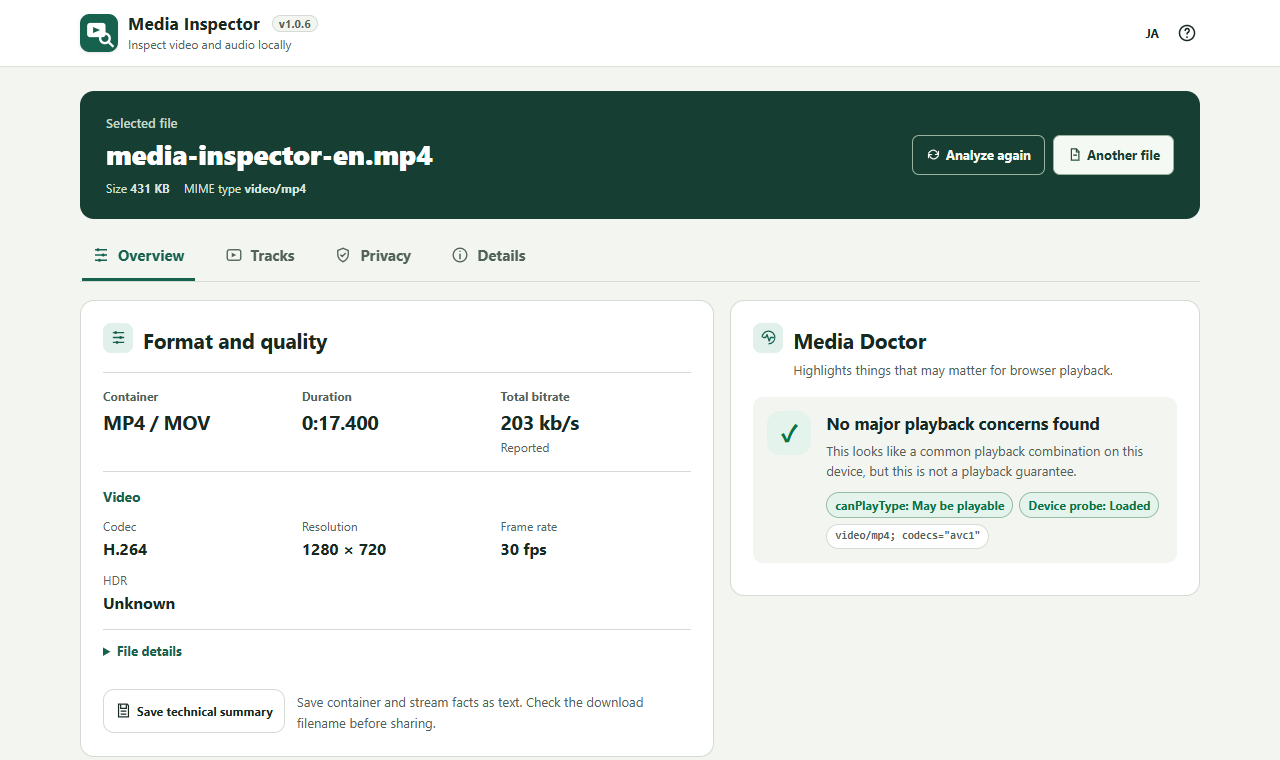 Media Inspector v1.0.6
Inspect video and audio locally
JA
Selected file
media-inspector-en.mp4
Size 431 KB MIME type video/mp4
Analyze again
Another file
Overview
Tracks
Privacy
Details
Format and quality
Container
MP4 / MOV
Duration
0:17.400
Total bitrate
203 kb/s
Reported
Video
Codec
H.264
Resolution
1280 × 720
Frame rate
30 fps
HDR
Unknown
File details
Save technical summary
Save container and stream facts as text. Check the download
filename before sharing.
Media Doctor
Highlights things that may matter for browser playback.
No major playback concerns found
This looks like a common playback combination on this
device, but this is not a playback guarantee.
canPlayType: May be playable
Device probe: Loaded
video/mp4; codecs="avc1"